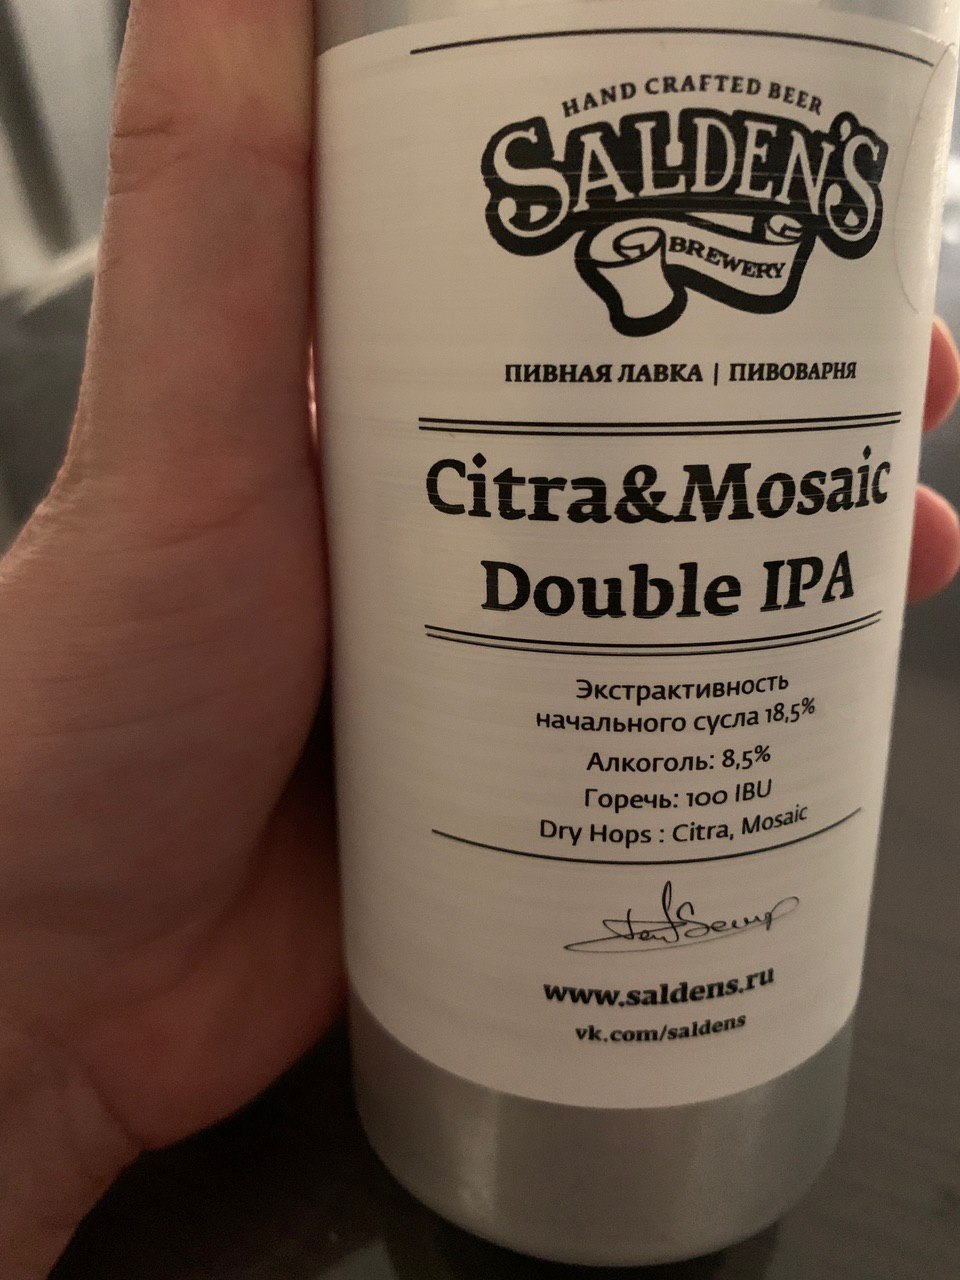 HAND CRAFTED BEER
SALDEN'S
BREWERY
ПИВНАЯ ЛАВКА | ПИВОВАРНЯ
Citra&Mosaic
Double IPA
Экстрактивность
начального сусла 18,5%
Алкоголь: 8,5%
Горечь: 100 IBU
Dry Hops : Citra, Mosaic
www.saldens.ru
vk.com/saldens